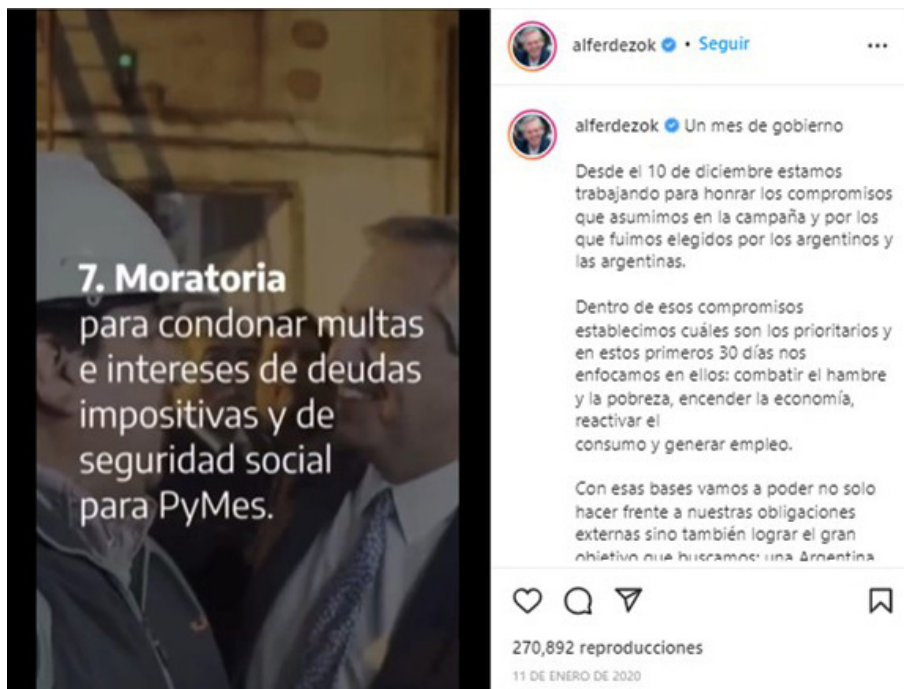 7. Moratoria
para condonar multas
e intereses de deudas
impositivas y de
seguridad social
para PyMes.
alferdezok • Seguir
alferdezok Un mes de gobierno
Desde el 10 de diciembre estamos
trabajando para honrar los compromisos
que asumimos en la campaña y por los
que fuimos elegidos por los argentinos y
las argentinas.
Dentro de esos compromisos
establecimos cuáles son los prioritarios y
en estos primeros 30 días nos
enfocamos en ellos: combatir el hambre
y la pobreza, encender la economía,
reactivar el
consumo y generar empleo.
Con esas bases vamos a poder no solo
hacer frente a nuestras obligaciones
externas sino también lograr el gran
objetivo que buscamos: una Argentina
270,892 reproducciones
11 DE ENERO DE 2020